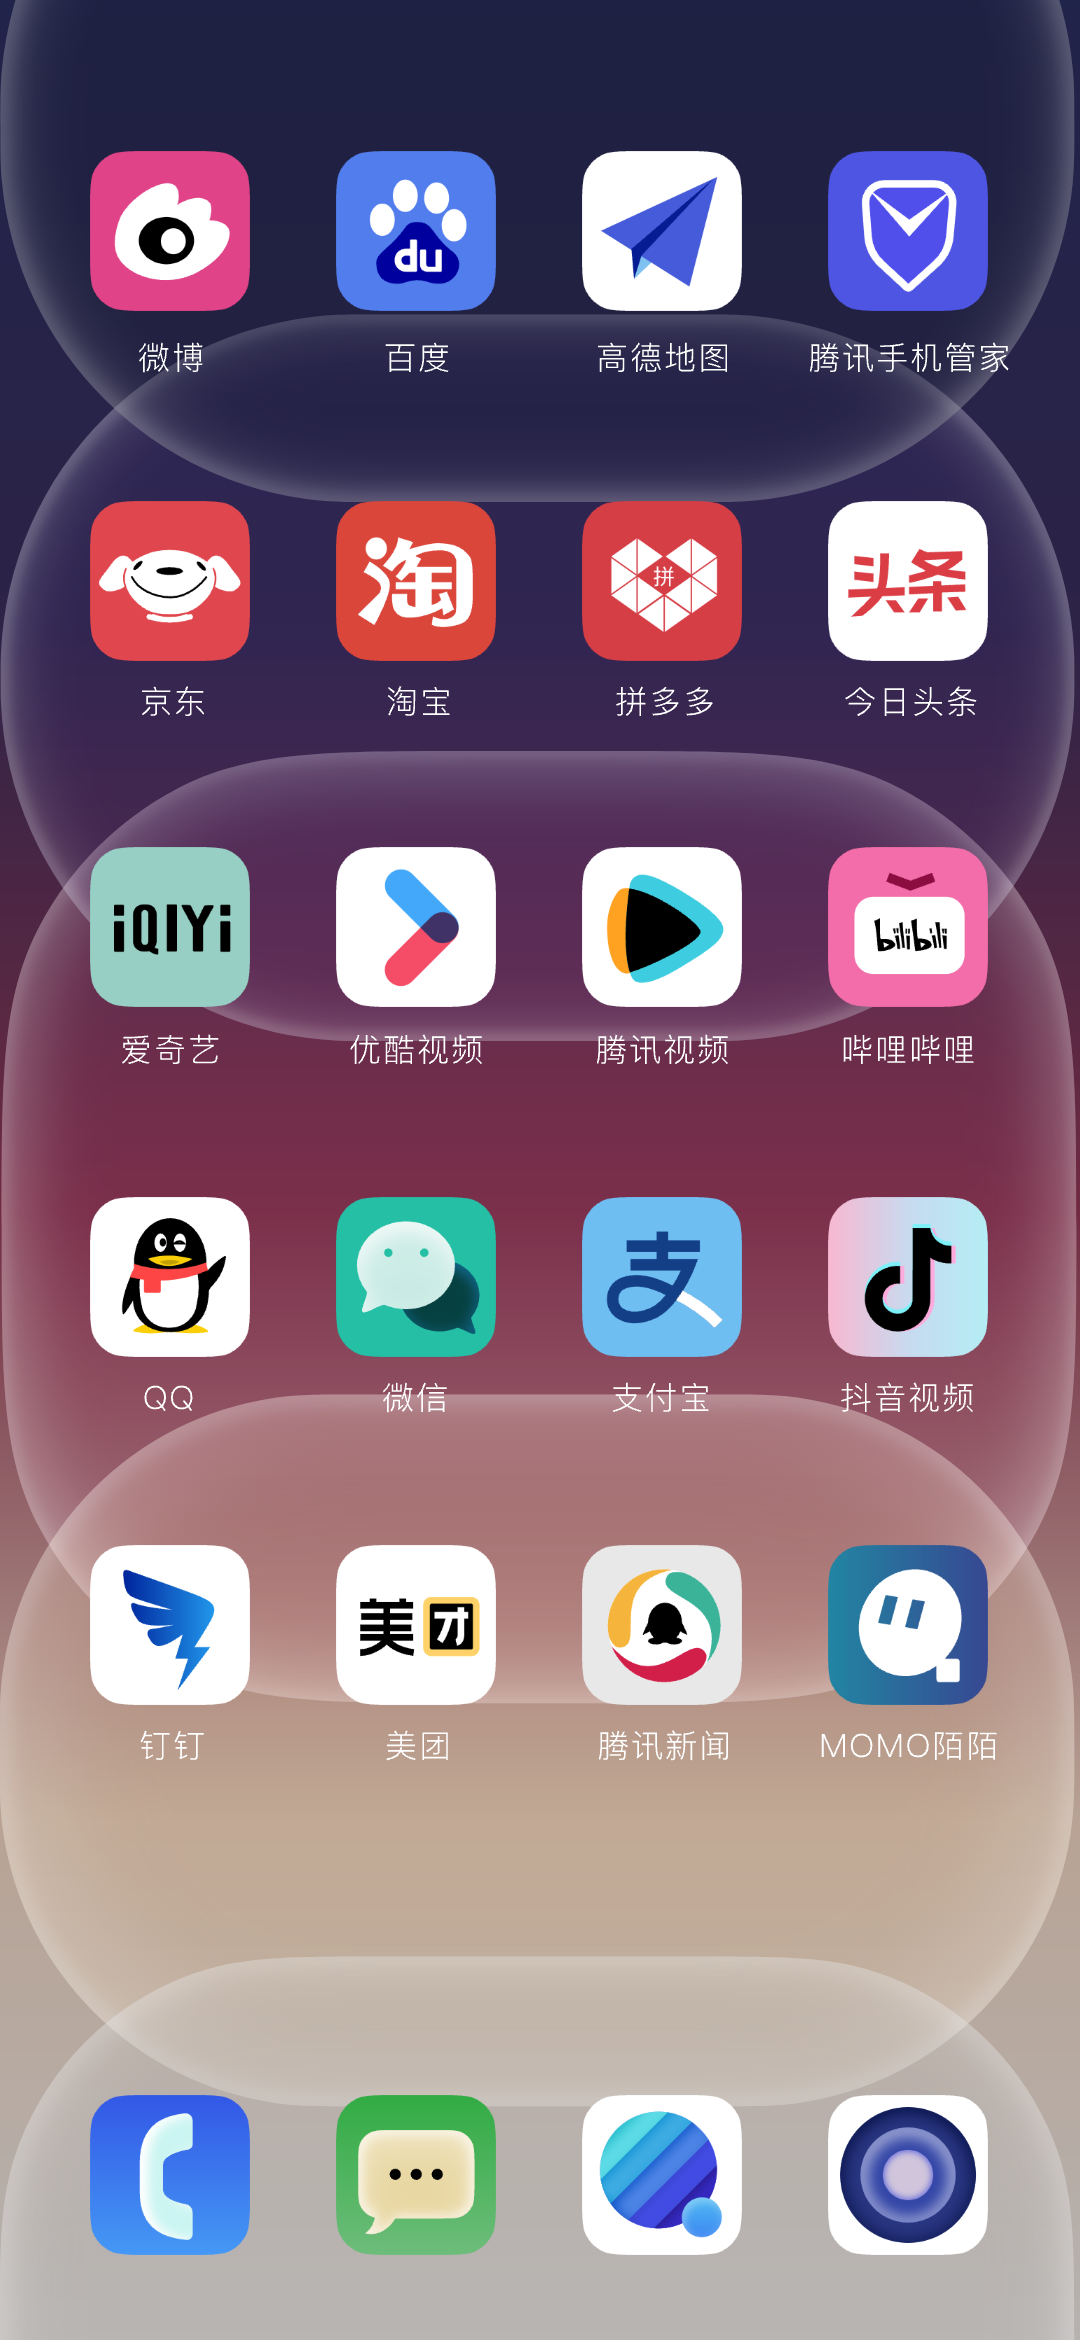 du
微博
百度
高德地图
腾讯手机管家
淘
拼
头条
京东
淘宝
拼多多
今日头条
iQIYI
bilibili
爱奇艺
优酷视频
腾讯视频
哔哩哔哩
支
QQ
微信
支付宝
抖音视频
美团
钉钉
美团
腾讯新闻
MOMO陌陌